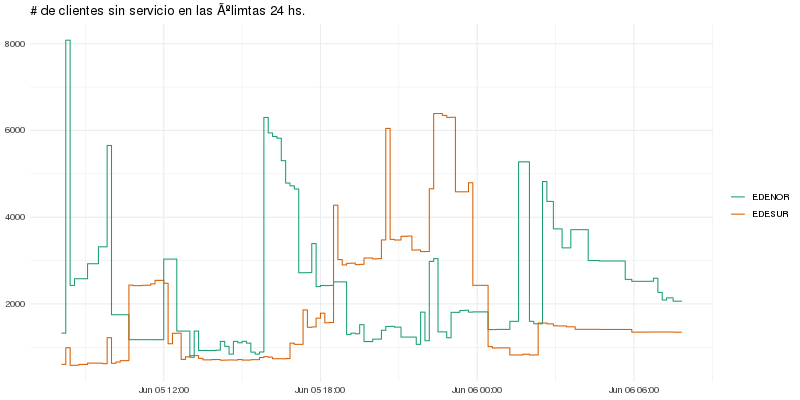 # de clientes sin servicio en las Ãºlimtas 24 hs.
8000
6000
4000
2000
Jun 05 12:00
Jun 05 18:00
Jun 06 00:00
Jun 06 06:00
EDENOR
EDESUR